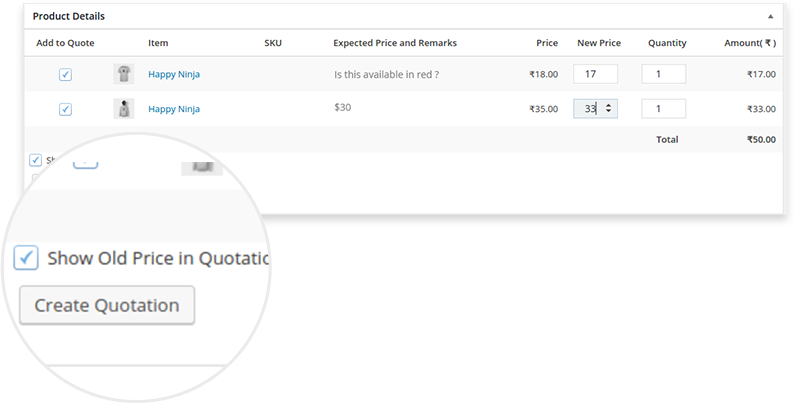 Product Details
Add to Quote Item SKU Expected Price and Remarks Price New Price Quantity Amount( ₹ )
Happy Ninja Is this available in red ? ₹18.00 17 1 ₹17.00
Happy Ninja $30 ₹35.00 33 1 ₹33.00
Total ₹50.00
Show Old Price in Quotatic
Create Quotation